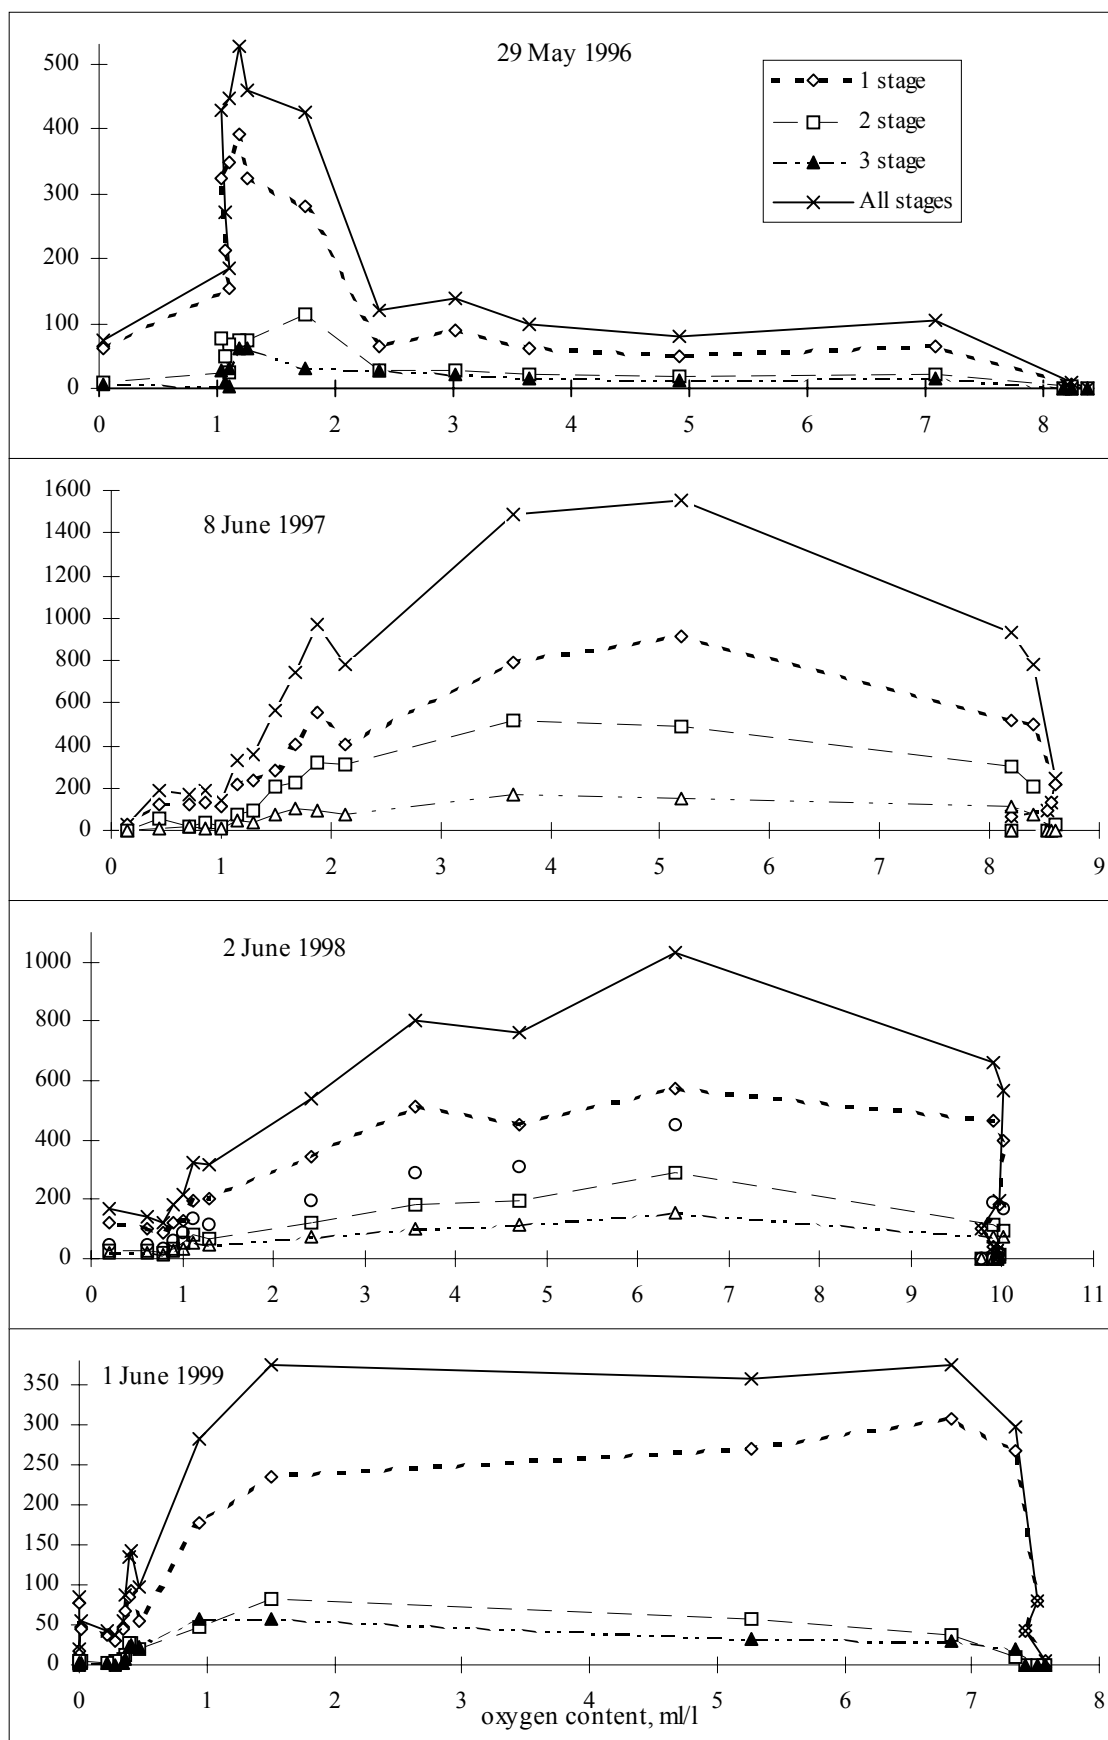 29 May 1996
1 stage
2 stage
3 stage
All stages
500
400
300
200
100
0
0 1 2 3 4 5 6 7 8
8 June 1997
1600
1400
1200
1000
800
600
400
200
0
0 1 2 3 4 5 6 7 8 9
2 June 1998
1000
800
600
400
200
0
0 1 2 3 4 5 6 7 8 9 10 11
1 June 1999
350
300
250
200
150
100
50
0
0 1 2 3 4 5 6 7 8
oxygen content, ml/l